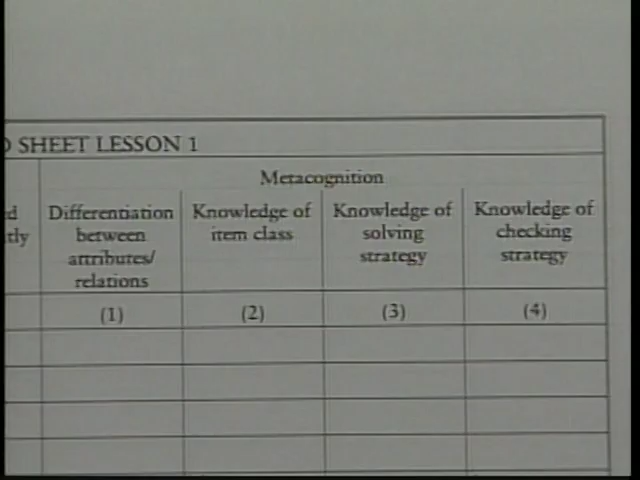 SHEET LESSON 1
Metacognition
Differentiation
between
attributes/
relations
(1)
Knowledge of
item class
(2)
Knowledge of
solving
strategy
(3)
Knowledge of
checking
strategy
(4)